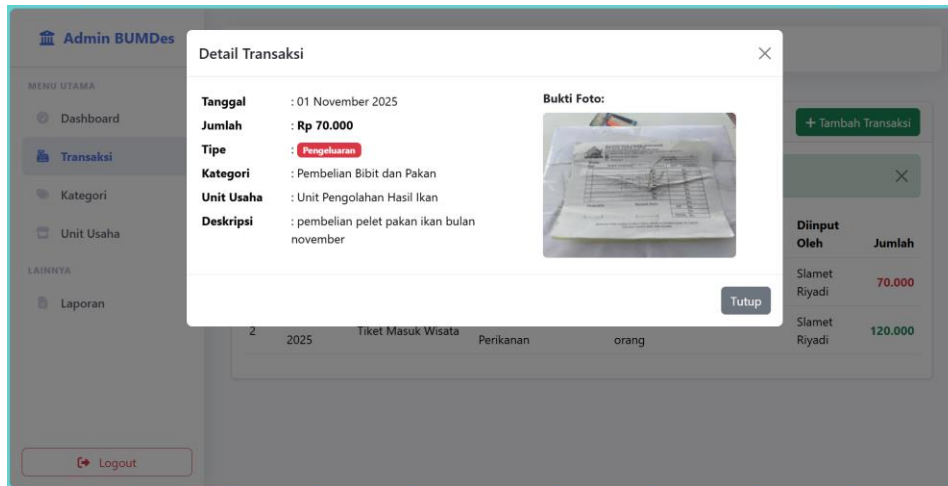 Admin BUMDes
MENU UTAMA
Dashboard
Transaksi
Kategori
Unit Usaha
LAINNYA
Laporan
Logout
Detail Transaksi
Tanggal : 01 November 2025
Jumlah : Rp 70.000
Tipe : Pengeluaran
Kategori : Pembelian Bibit dan Pakan
Unit Usaha : Unit Pengolahan Hasil Ikan
Deskripsi : pembelian pelet pakan ikan bulan
november
Bukti Foto:
Tutup
+ Tambah Transaksi
Diinput
Oleh Jumlah
Slamet
Riyadi 70.000
2 2025 Tiket Masuk Wisata Perikanan orang Slamet
Riyadi 120.000